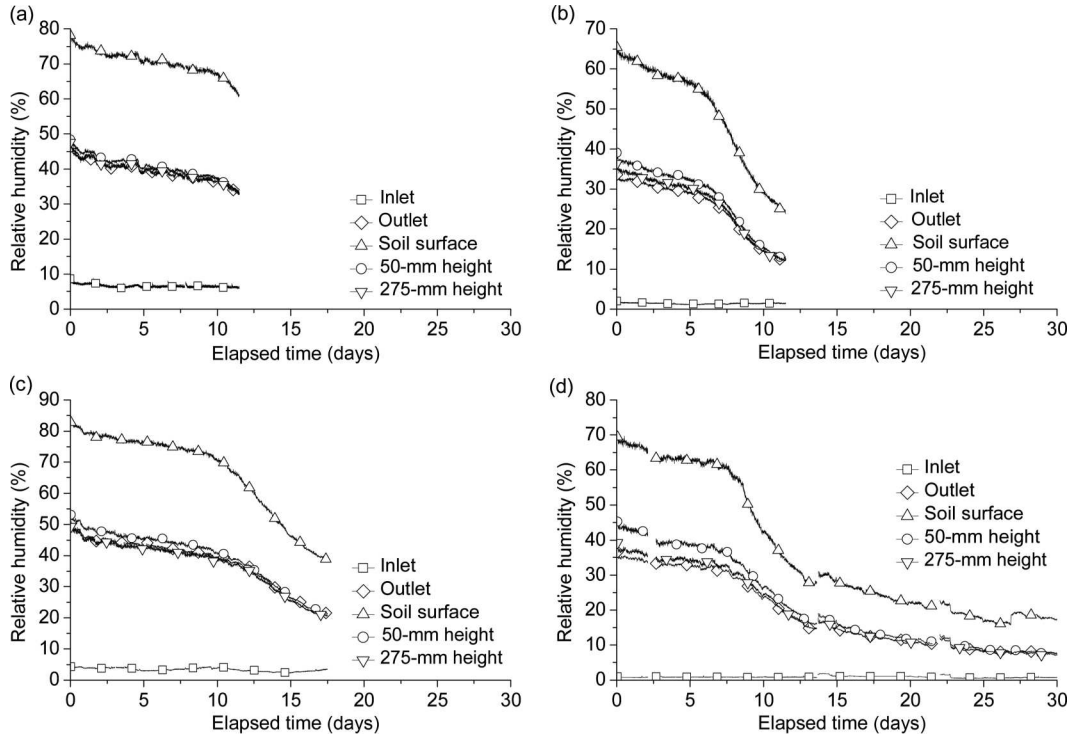 (a)
80
70
60
50
40
30
20
10
0
Relative humidity (%)
0 5 10 15 20 25 30
Elapsed time (days)
Inlet
Outlet
Soil surface
50-mm height
275-mm height
(b)
70
60
50
40
30
20
10
0
Relative humidity (%)
0 5 10 15 20 25 30
Elapsed time (days)
Inlet
Outlet
Soil surface
50-mm height
275-mm height
(c)
90
80
70
60
50
40
30
20
10
0
Relative humidity (%)
0 5 10 15 20 25 30
Elapsed time (days)
Inlet
Outlet
Soil surface
50-mm height
275-mm height
(d)
80
70
60
50
40
30
20
10
0
Relative humidity (%)
0 5 10 15 20 25 30
Elapsed time (days)
Inlet
Outlet
Soil surface
50-mm height
275-mm height